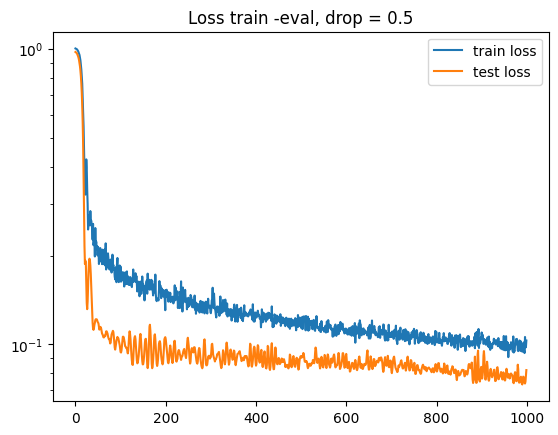 Loss train -eval, drop = 0.5
train loss
test loss
10⁰
10⁻¹
0 200 400 600 800 1000